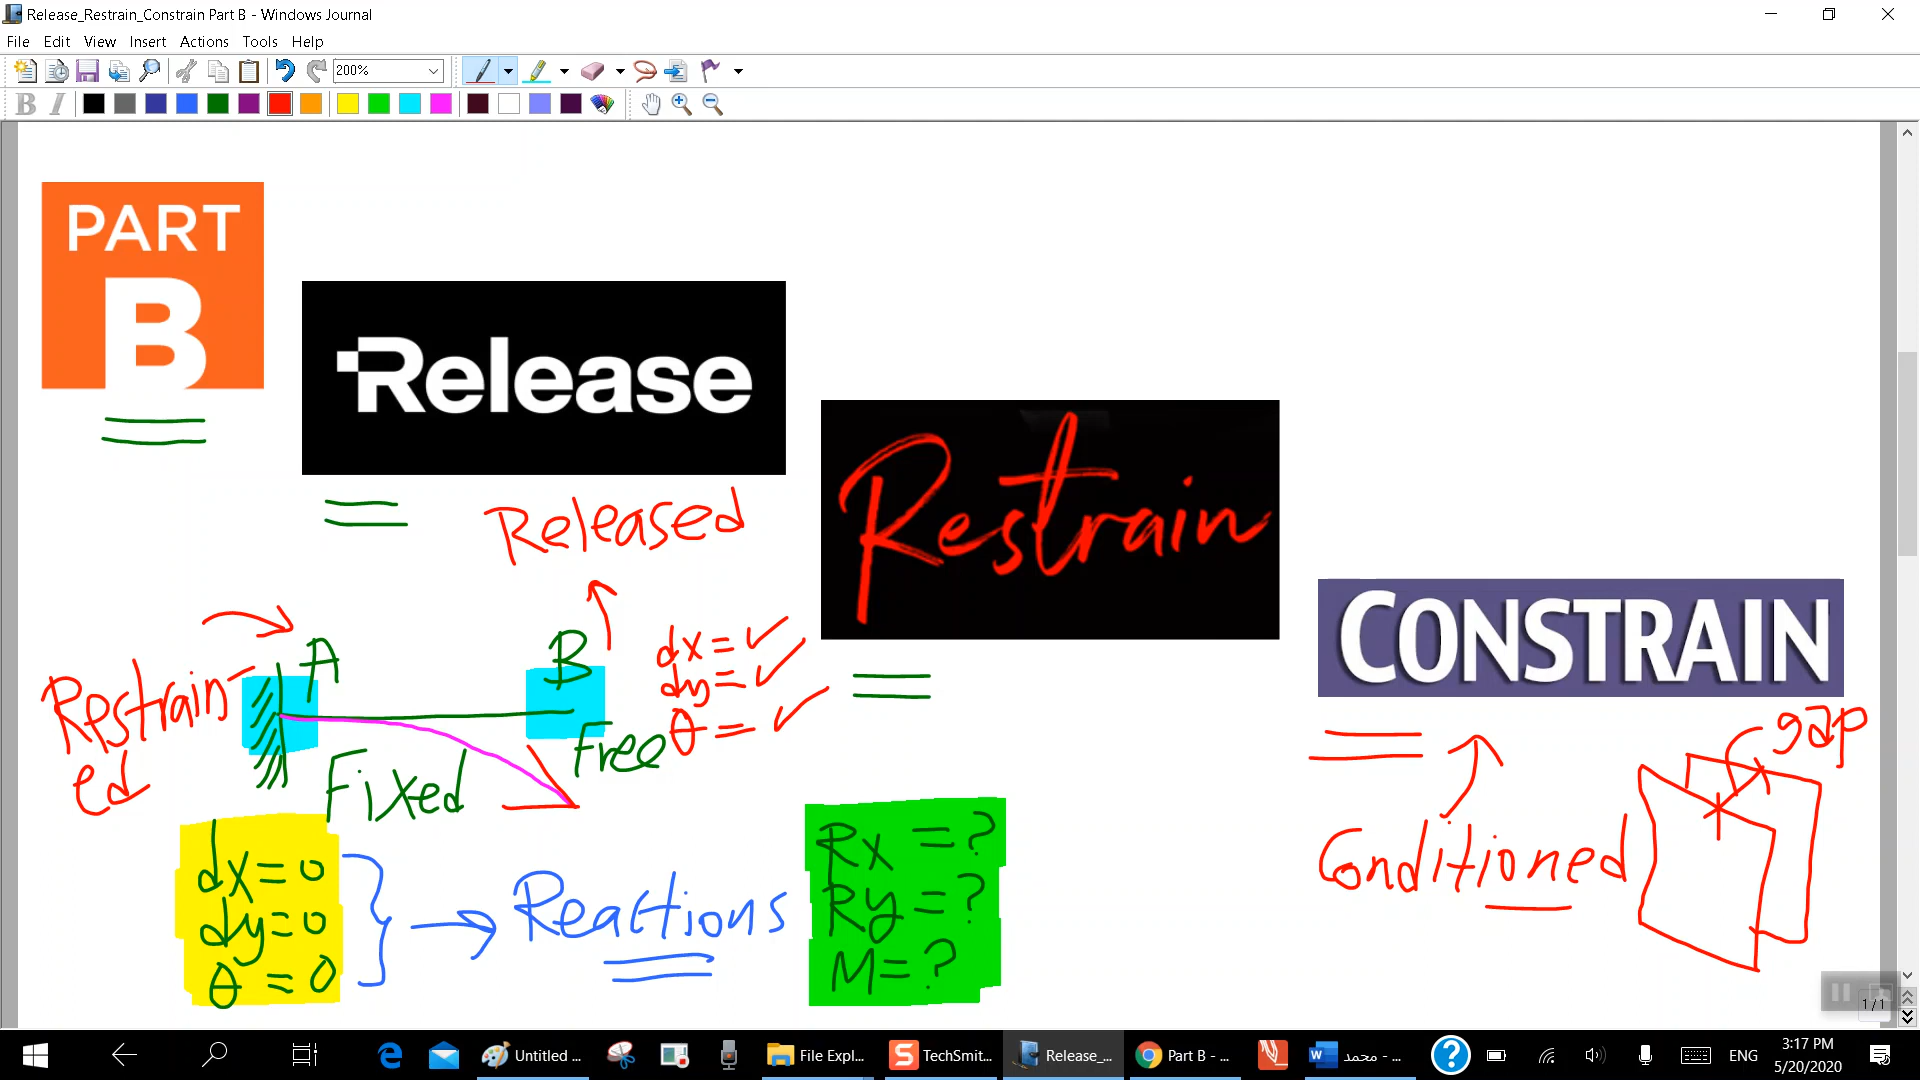 Release_Restrain_Constrain Part B - Windows Journal
File Edit View Insert Actions Tools Help
200%
B I
PART
B
Release
Released
Restrain
CONSTRAIN
A
B
dx = ✓
dy = ✓
θ = ✓
Restrain
ed
Fixed
Free
gap
Conditioned
dx = 0
dy = 0
θ = 0
Reactions
Rx = ?
Ry = ?
M = ?
1/1
Untitled ...
File Expl...
TechSmit...
Release_...
Part B - ...
محمد - ...
ENG
3:17 PM
5/20/2020